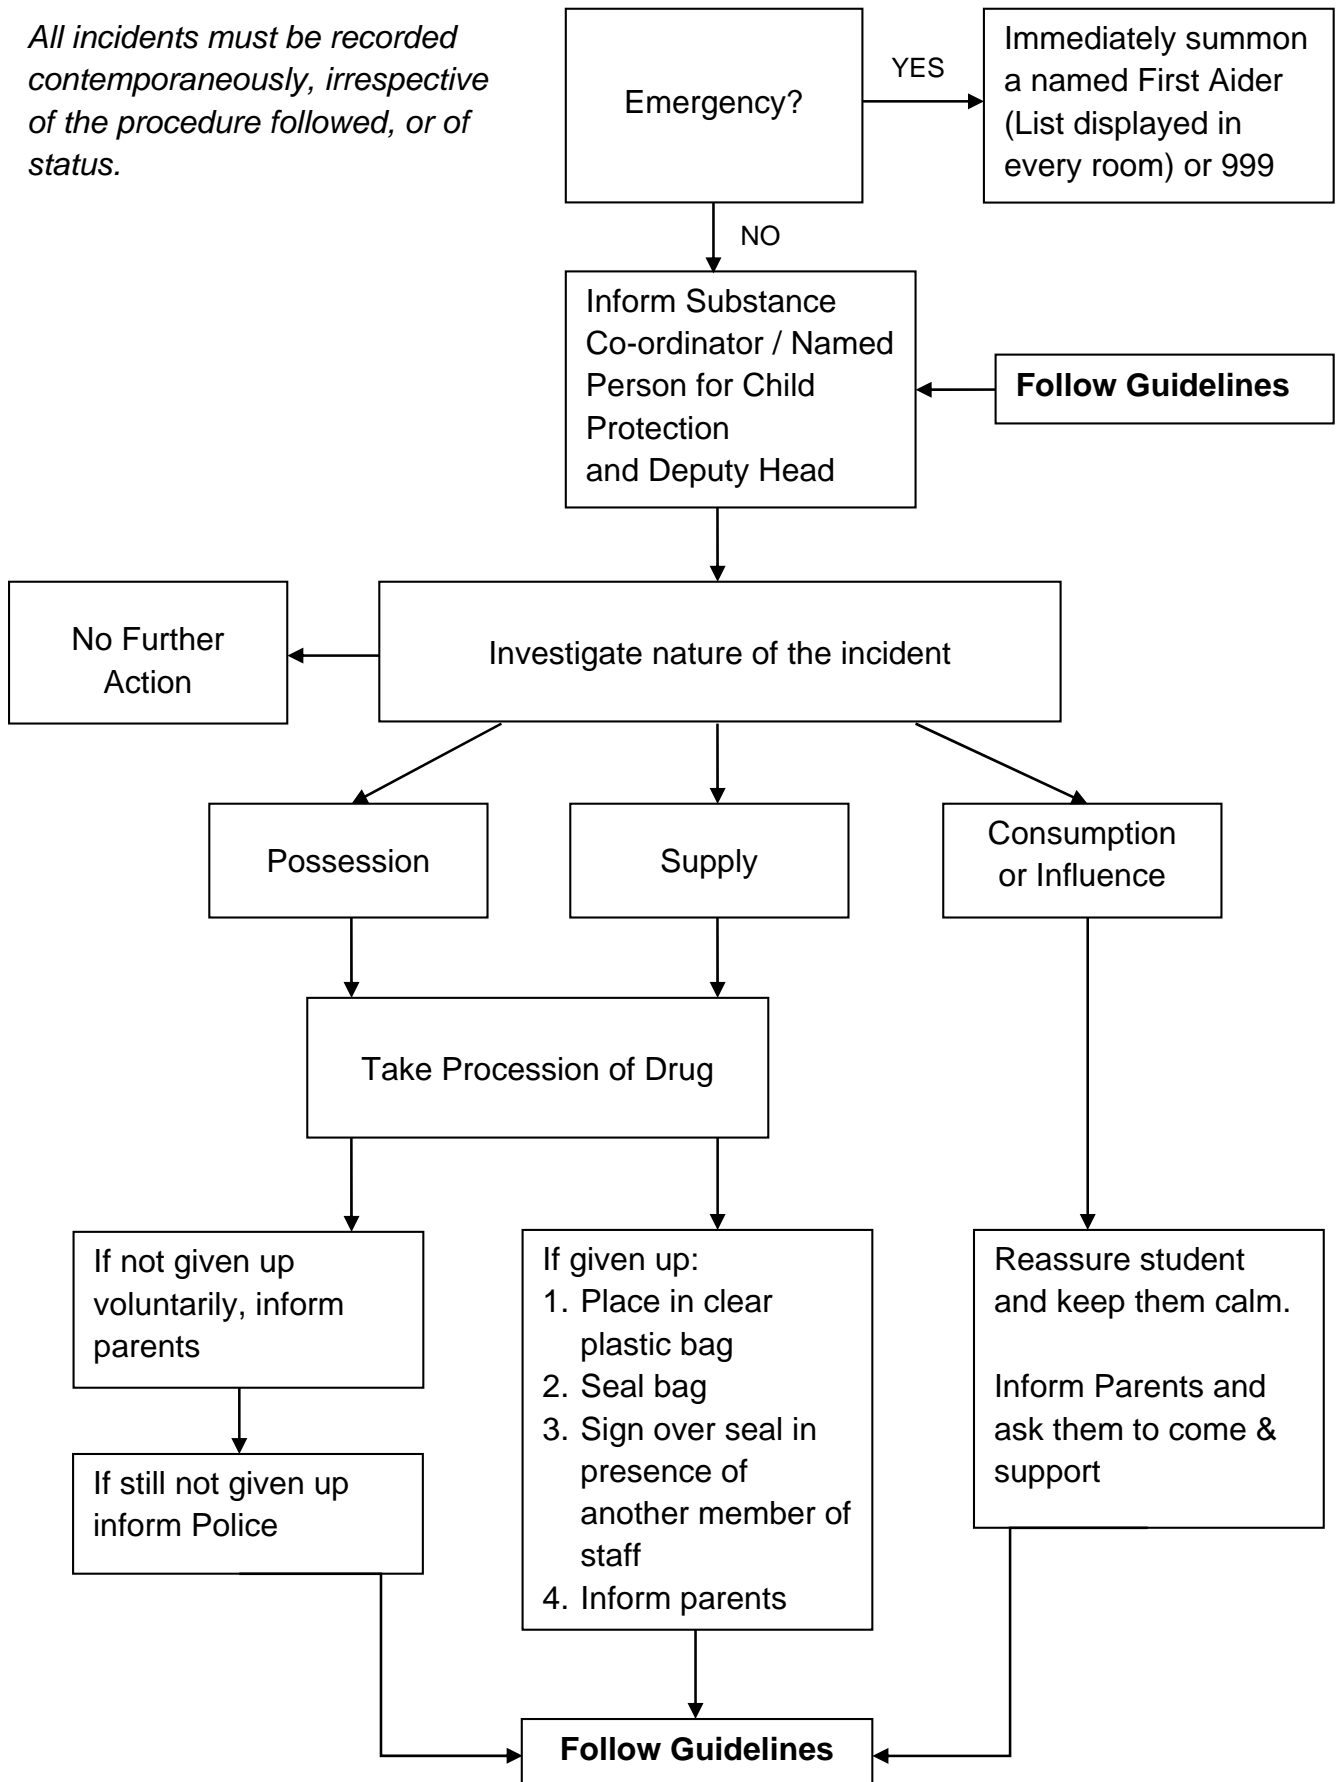 All incidents must be recorded
contemporaneously, irrespective
of the procedure followed, or of
status.
Emergency?
YES
Immediately summon
a named First Aider
(List displayed in
every room) or 999
NO
Inform Substance
Co-ordinator / Named
Person for Child
Protection
and Deputy Head
Follow Guidelines
No Further
Action
Investigate nature of the incident
Possession
Supply
Consumption
or Influence
Take Procession of Drug
If not given up
voluntarily, inform
parents
If still not given up
inform Police
If given up:
1. Place in clear
plastic bag
2. Seal bag
3. Sign over seal in
presence of
another member of
staff
4. Inform parents
Reassure student
and keep them calm.
Inform Parents and
ask them to come &
support
Follow Guidelines